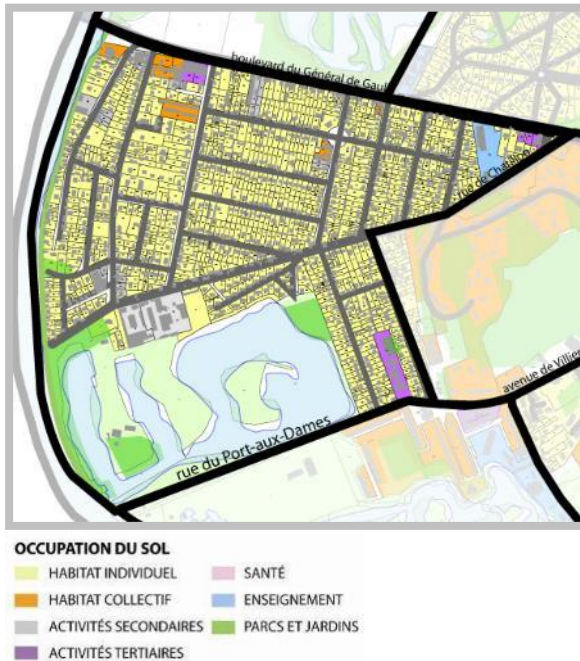 boulevard du Général de Gaul
rue de Chat
avenue de Villie
rue du Port-aux-Dames
OCCUPATION DU SOL
HABITAT INDIVIDUEL
SANTÉ
HABITAT COLLECTIF
ENSEIGNEMENT
ACTIVITÉS SECONDAIRES
PARCS ET JARDINS
ACTIVITÉS TERTIAIRES